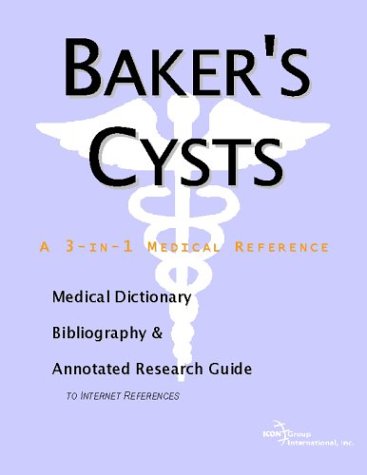 BAKER'S
CYSTS
A 3-IN-1 MEDICAL REFERENCE
Medical Dictionary
Bibliography &
Annotated Research Guide
TO INTERNET REFERENCES
ICON Group
International, Inc.